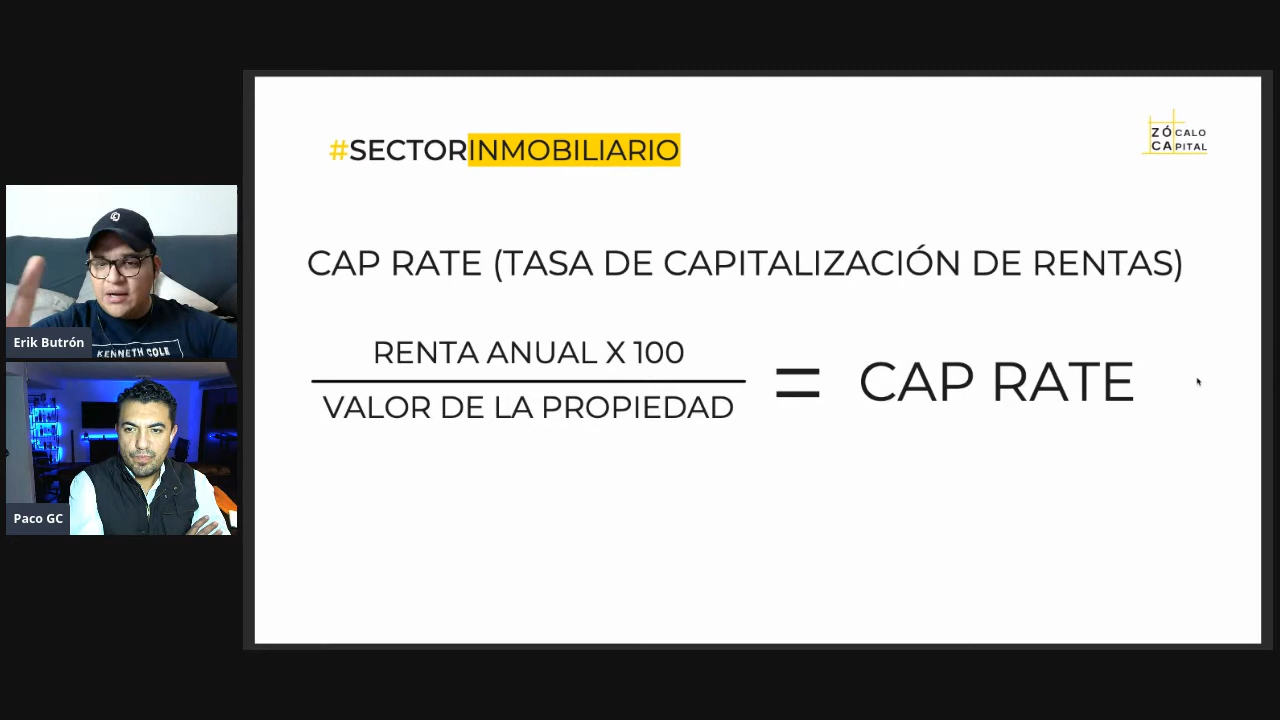 #SECTORINMOBILIARIO
ZÓCALO
CAPITAL
CAP RATE (TASA DE CAPITALIZACIÓN DE RENTAS)
RENTA ANUAL X 100
VALOR DE LA PROPIEDAD
= CAP RATE
KENNETH COLE
Erik Butrón
Paco GC